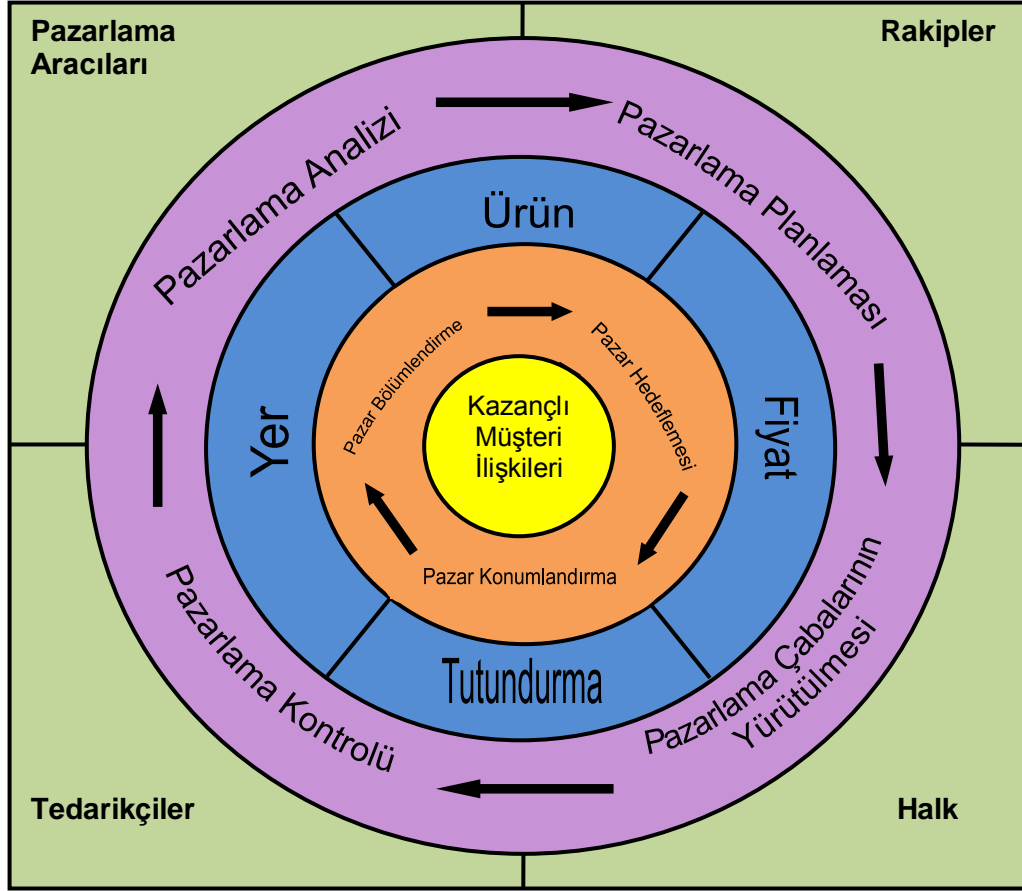 Pazarlama
Aracıları
Rakipler
Pazarlama Analizi
Pazarlama Planlaması
Ürün
Pazar Bölümlendirme
Pazar Hedeflemesi
Yer
Kazançlı
Müşteri
İlişkileri
Fiyat
Pazar Konumlandırma
Tutundurma
Pazarlama Kontrolü
Pazarlama Çabalarının
Yürütülmesi
Tedarikçiler
Halk